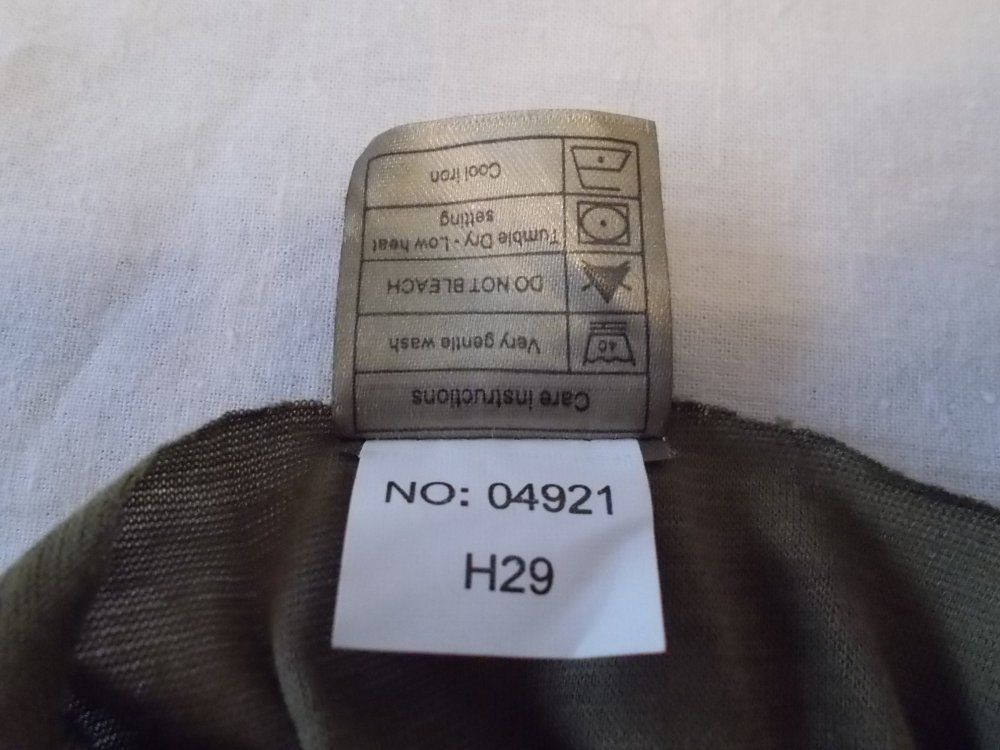 Care instructions
40
Very gentle wash
DO NOT BLEACH
Tumble Dry - Low heat
setting
Cool iron
NO: 04921
H29